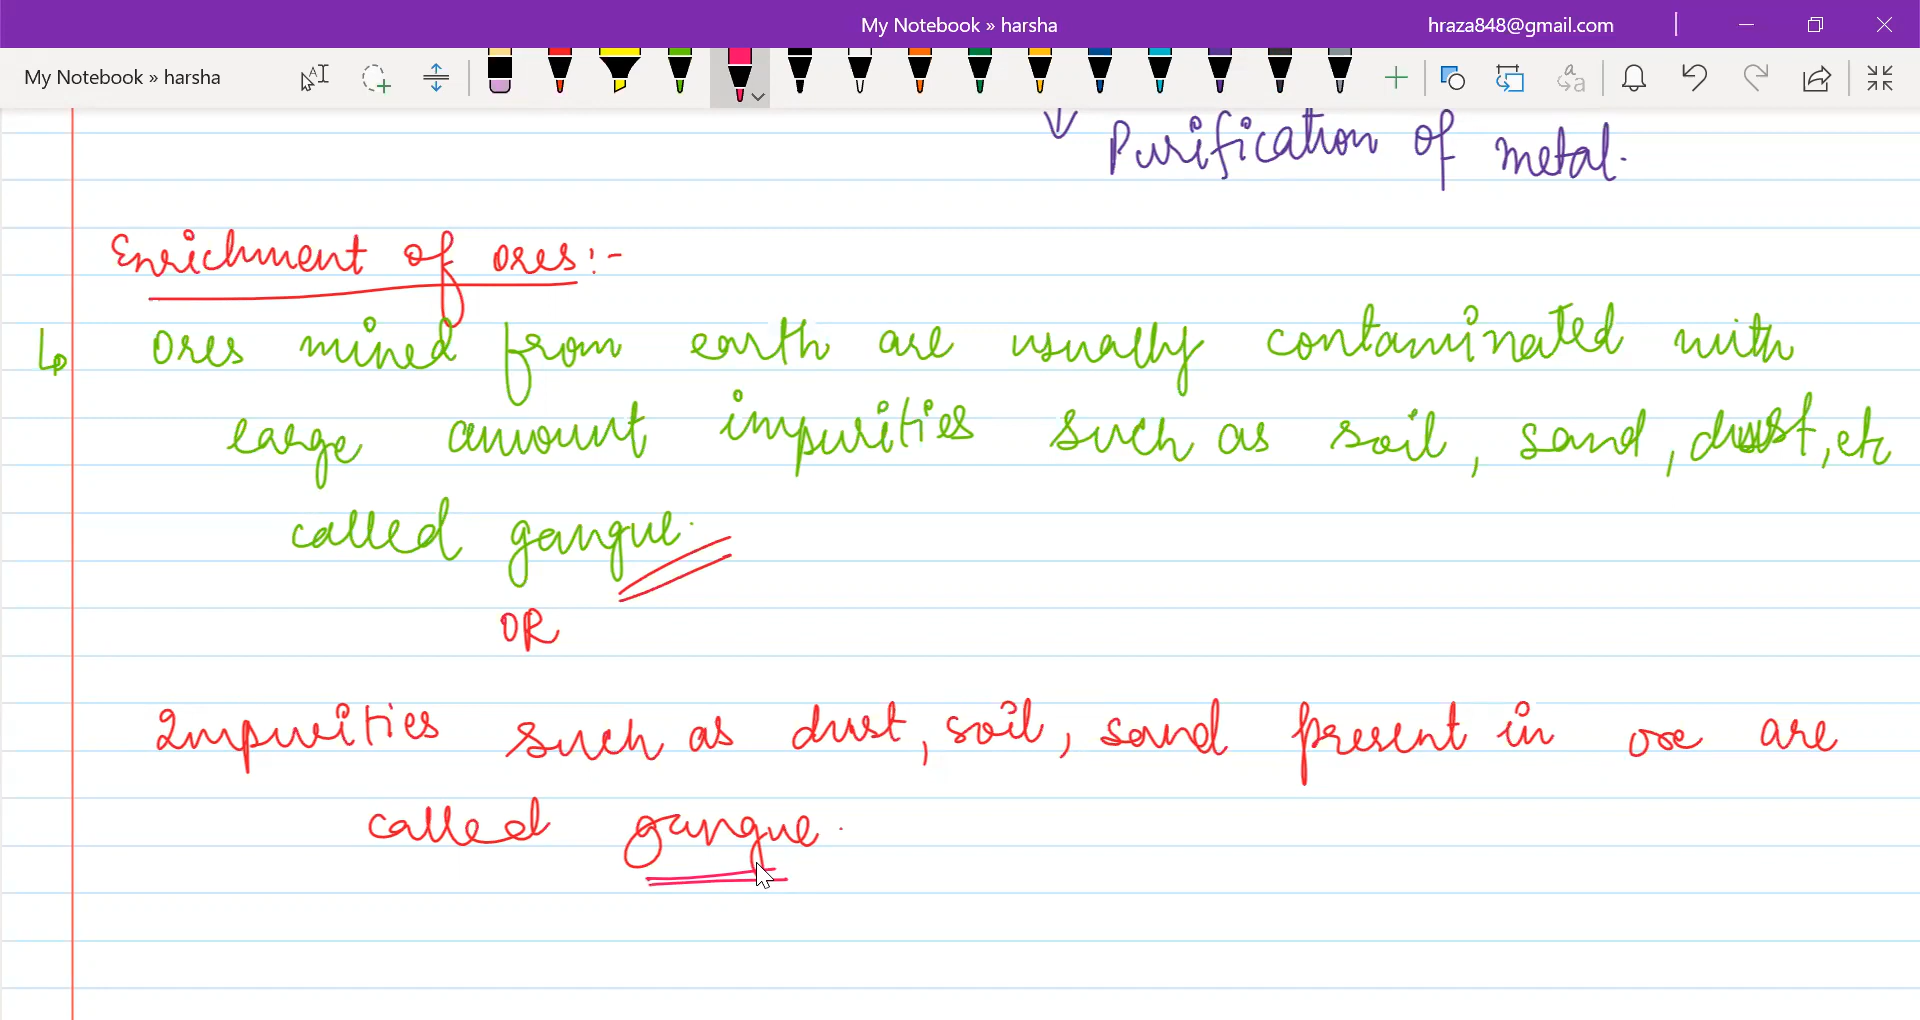 My Notebook » harsha
hraza848@gmail.com
My Notebook » harsha
Purification of metal.
Enrichment of ores:-
Ores mined from earth are usually contaminated with
large amount impurities such as soil, sand, dust, etc
called gangue.
OR
Impurities such as dust, soil, sand present in ore are
called gangue.